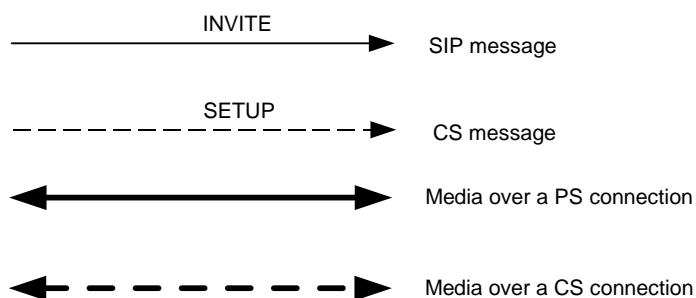 INVITE
SIP message
SETUP
CS message
Media over a PS connection
Media over a CS connection